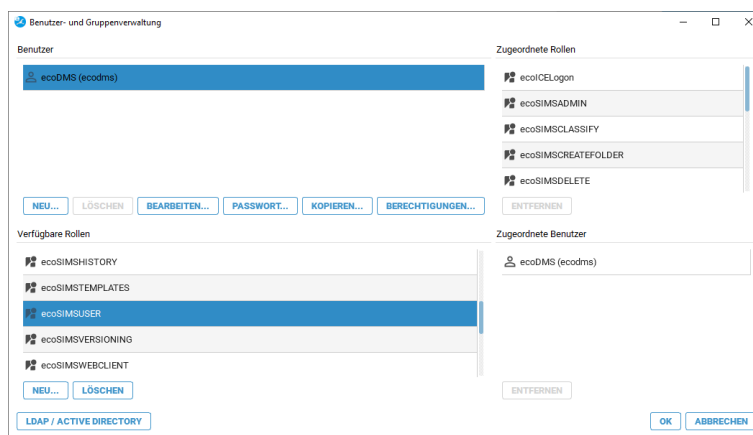 Benutzer- und Gruppenverwaltung
Benutzer
ecoDMS (ecodms)
NEU...
LÖSCHEN
BEARBEITEN...
PASSWORT...
KOPIEREN...
BERECHTIGUNGEN...
Zugeordnete Rollen
ecoICELogon
ecoSIMSADMIN
ecoSIMSCLASSIFY
ecoSIMSCREATEFOLDER
ecoSIMSDELETE
ENTFERNEN
Verfügbare Rollen
ecoSIMSHISTORY
ecoSIMSTEMPLATES
ecoSIMSUSER
ecoSIMSVERSIONING
ecoSIMSWEBCLIENT
NEU...
LÖSCHEN
Zugeordnete Benutzer
ecoDMS (ecodms)
ENTFERNEN
LDAP / ACTIVE DIRECTORY
OK
ABBRECHEN